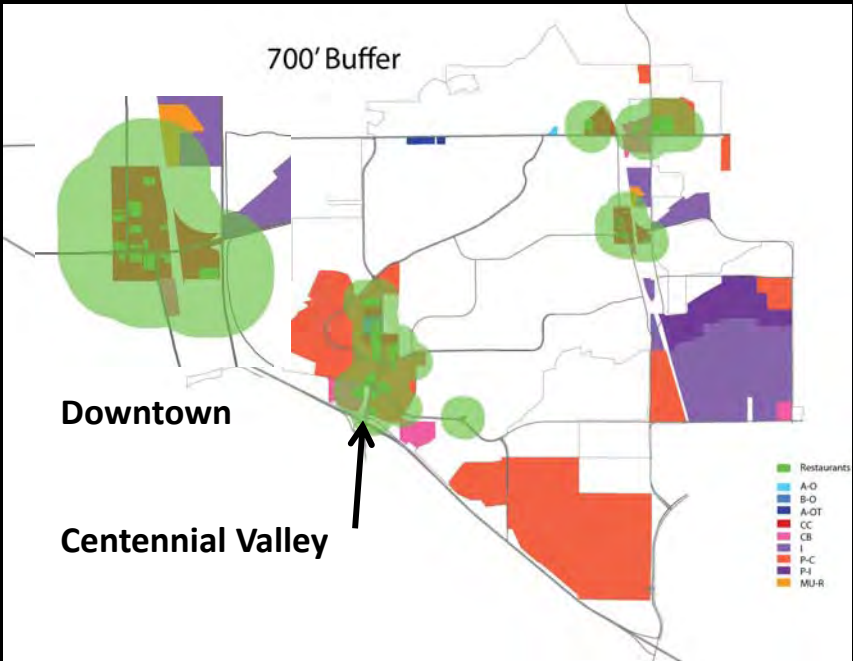 700' Buffer
Downtown
Centennial Valley
Restaurants
A-O
B-O
A-OT
CC
CB
I
P-C
P-I
MU-R